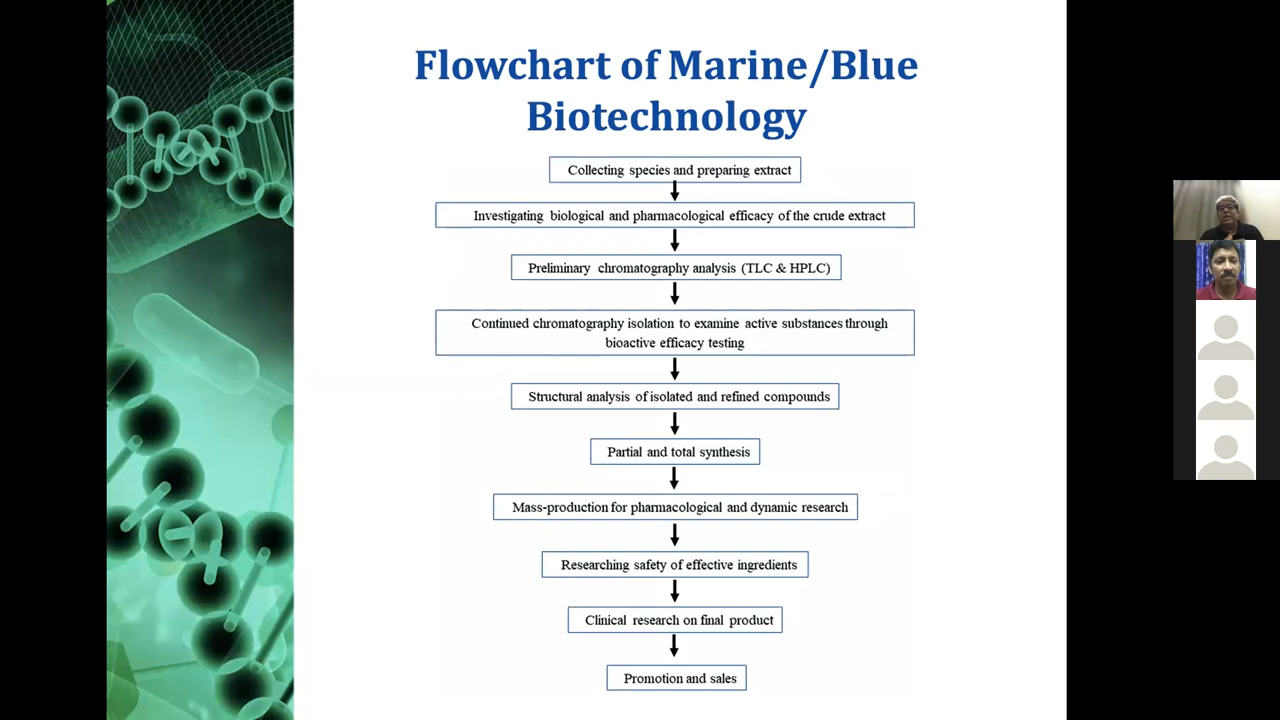 Flowchart of Marine/Blue
Biotechnology
Collecting species and preparing extract
Investigating biological and pharmacological efficacy of the crude extract
Preliminary chromatography analysis (TLC & HPLC)
Continued chromatography isolation to examine active substances through
bioactive efficacy testing
Structural analysis of isolated and refined compounds
Partial and total synthesis
Mass-production for pharmacological and dynamic research
Researching safety of effective ingredients
Clinical research on final product
Promotion and sales